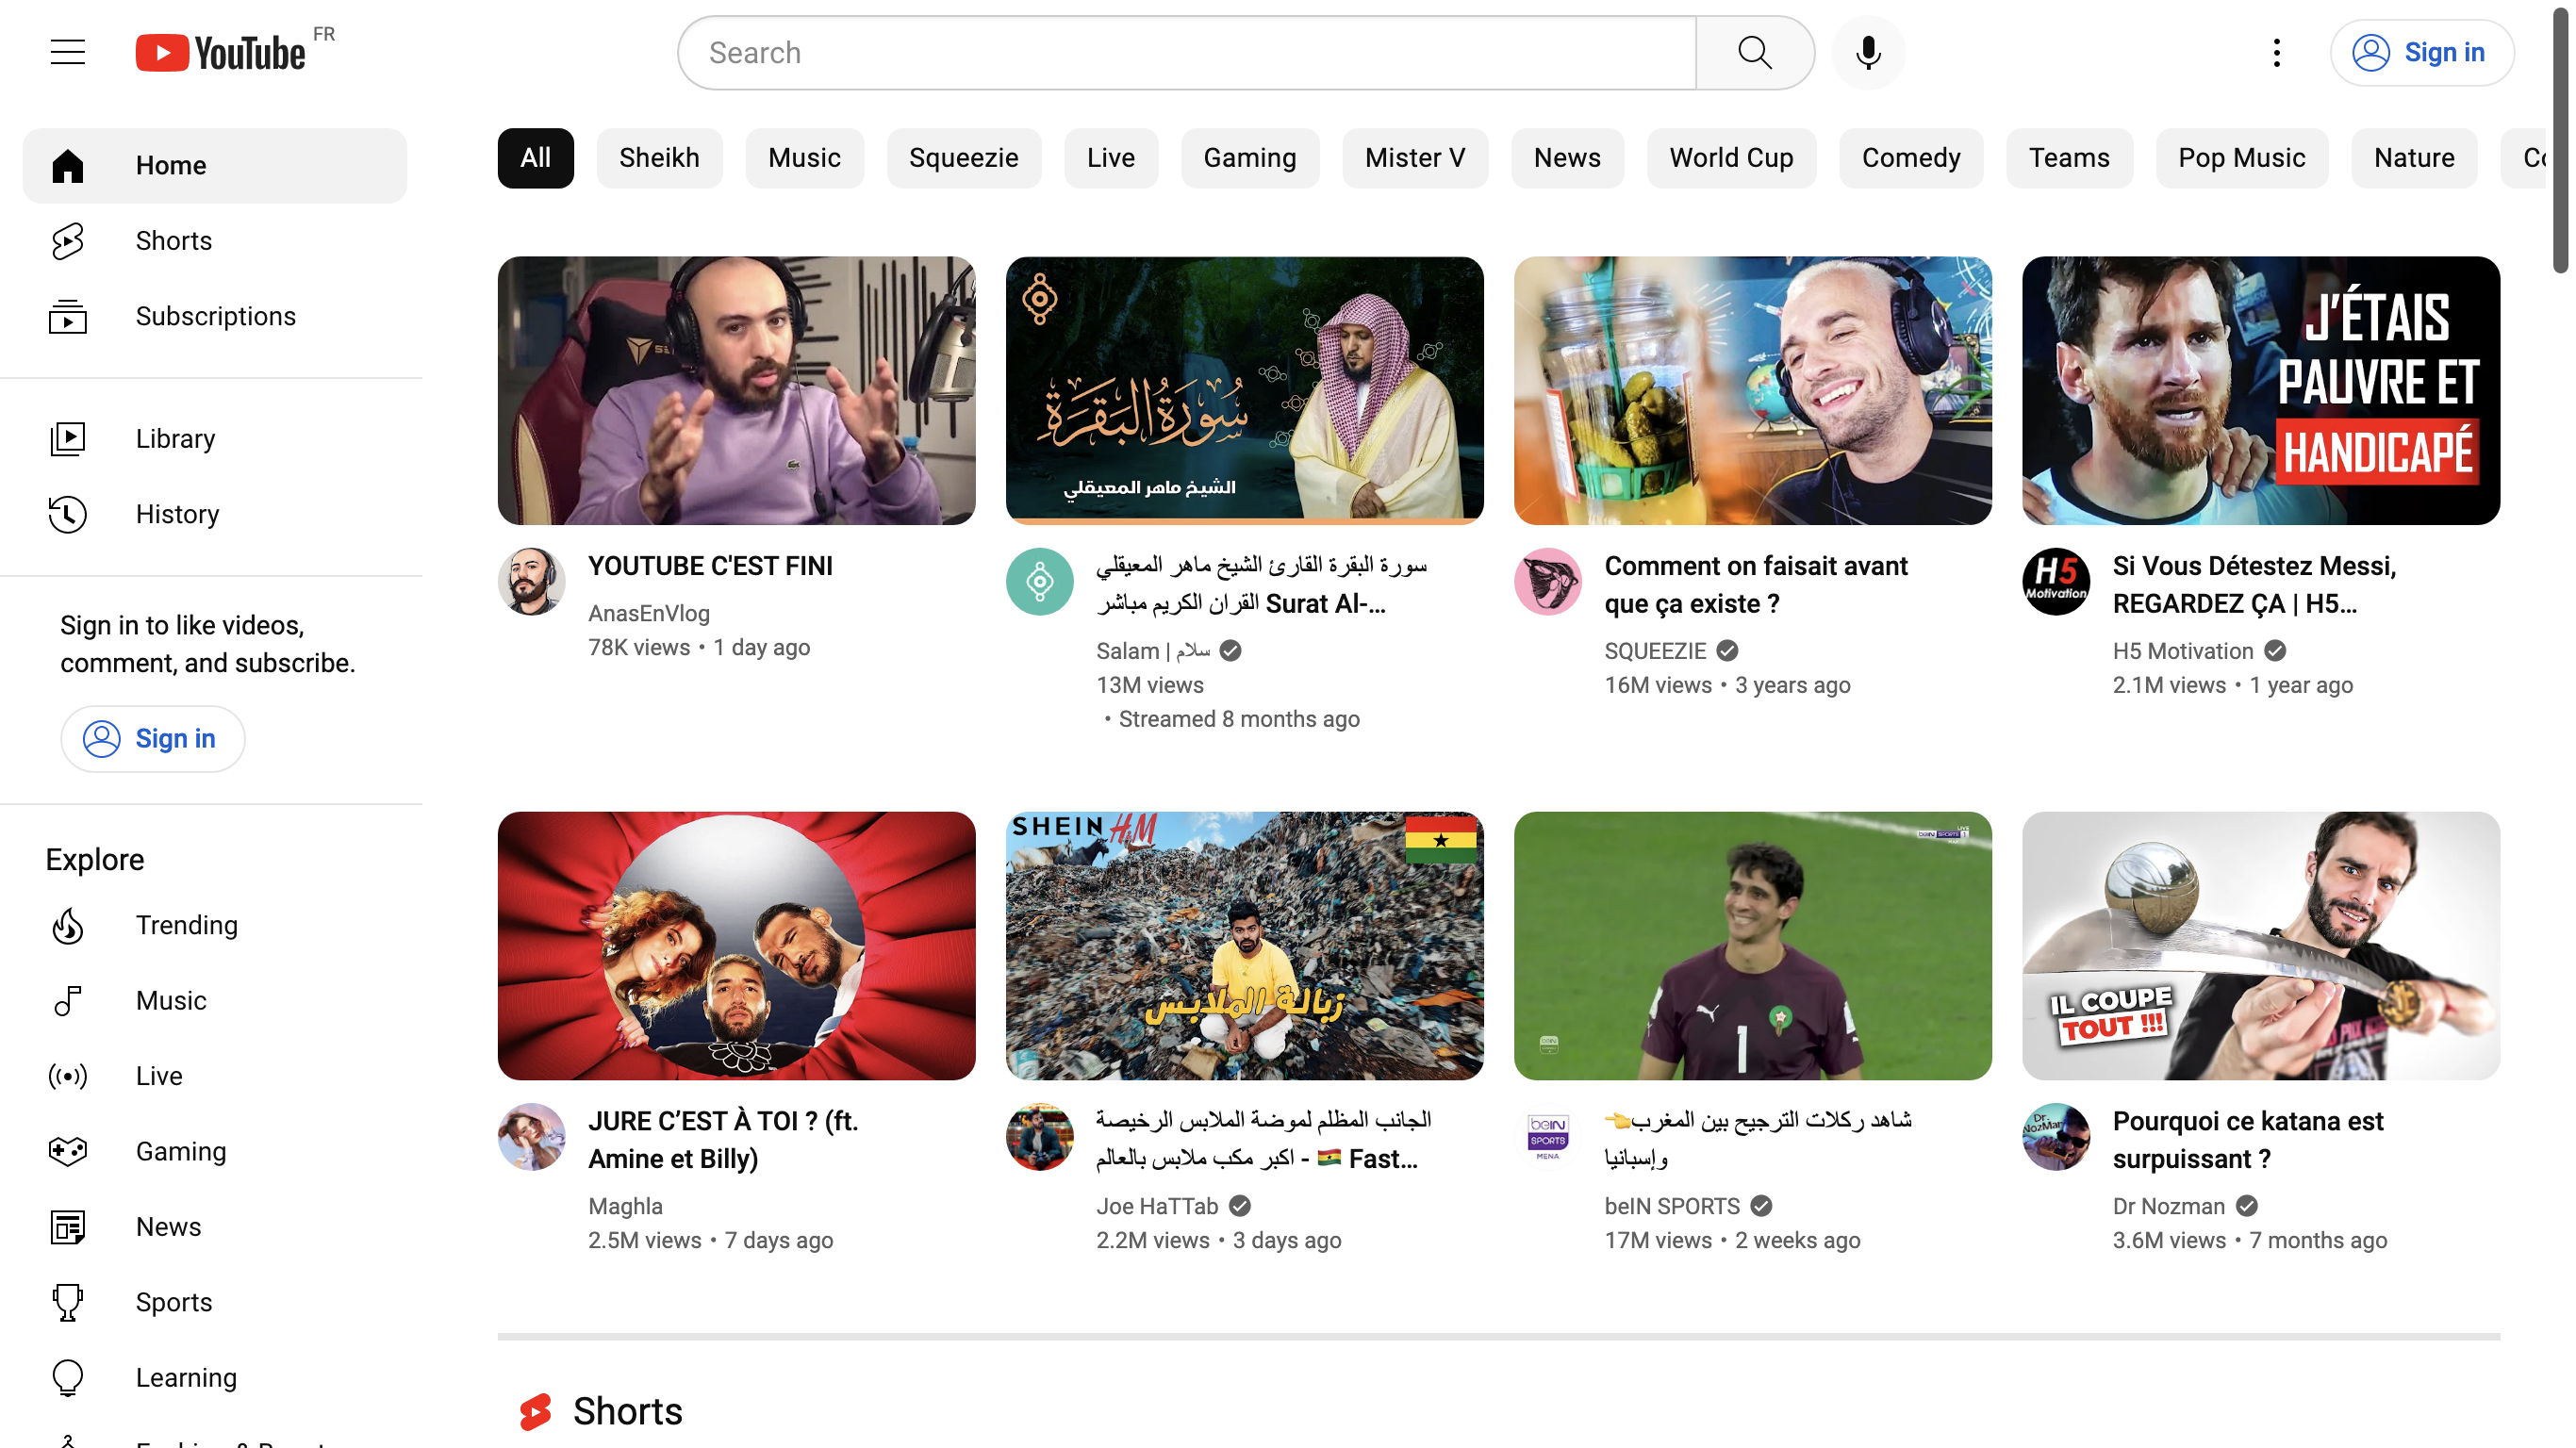 YouTube FR
Search
Sign in
Home
Shorts
Subscriptions
Library
History
Sign in to like videos,
comment, and subscribe.
Sign in
Explore
Trending
Music
Live
Gaming
News
Sports
Learning
All Sheikh Music Squeezie Live Gaming Mister V News World Cup Comedy Teams Pop Music Nature
سورة البقرة
الشيخ ماهر المعيقلي
J'ÉTAIS
PAUVRE ET
HANDICAPÉ
YOUTUBE C'EST FINI
AnasEnVlog
78K views • 1 day ago
سورة البقرة القارئ الشيخ ماهر المعيقلي
القران الكريم مباشر Surat Al-...
Salam | سلام
13M views
• Streamed 8 months ago
Comment on faisait avant
que ça existe ?
SQUEEZIE
16M views • 3 years ago
H5
Motivation
Si Vous Détestez Messi,
REGARDEZ ÇA | H5...
H5 Motivation
2.1M views • 1 year ago
SHEIN H&M
زبالة الملابس
1
IL COUPE
TOUT !!!
JURE C'EST À TOI ? (ft.
Amine et Billy)
Maghla
2.5M views • 7 days ago
الجانب المظلم لموضة الملابس الرخيصة
- اكبر مكب ملابس بالعالم 🇬🇭 Fast...
Joe HaTTab
2.2M views • 3 days ago
beIN
SPORTS
MENA
شاهد ركلات الترجيح بين المغرب👈
وإسبانيا
beIN SPORTS
17M views • 2 weeks ago
Dr.
NozMan
Pourquoi ce katana est
surpuissant ?
Dr Nozman
3.6M views • 7 months ago
Shorts